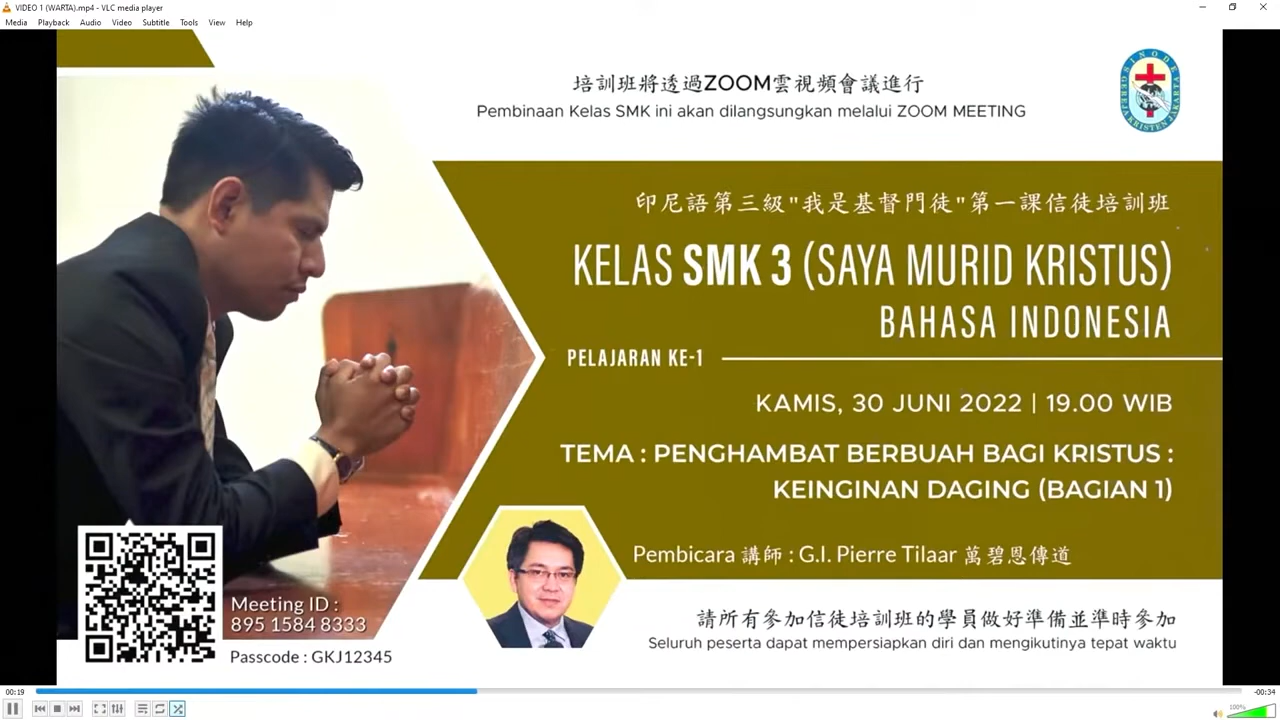 VIDEO 1 (WARTA).mp4 - VLC media player
Media Playback Audio Video Subtitle Tools View Help
培訓班將透過ZOOM雲視頻會議進行
Pembinaan Kelas SMK ini akan dilangsungkan melalui ZOOM MEETING
SINODE
GEREJA KRISTEN JAKARTA
印尼語第三級"我是基督門徒"第一課信徒培訓班
KELAS SMK 3 (SAYA MURID KRISTUS)
BAHASA INDONESIA
PELAJARAN KE-1
KAMIS, 30 JUNI 2022 | 19.00 WIB
TEMA : PENGHAMBAT BERBUAH BAGI KRISTUS :
KEINGINAN DAGING (BAGIAN 1)
Pembicara 講師 : G.I. Pierre Tilaar 萬碧恩傳道
Meeting ID :
895 1584 8333
Passcode : GKJ12345
請所有參加信徒培訓班的學員做好準備並準時參加
Seluruh peserta dapat mempersiapkan diri dan mengikutinya tepat waktu
00:19
-00:34
100%